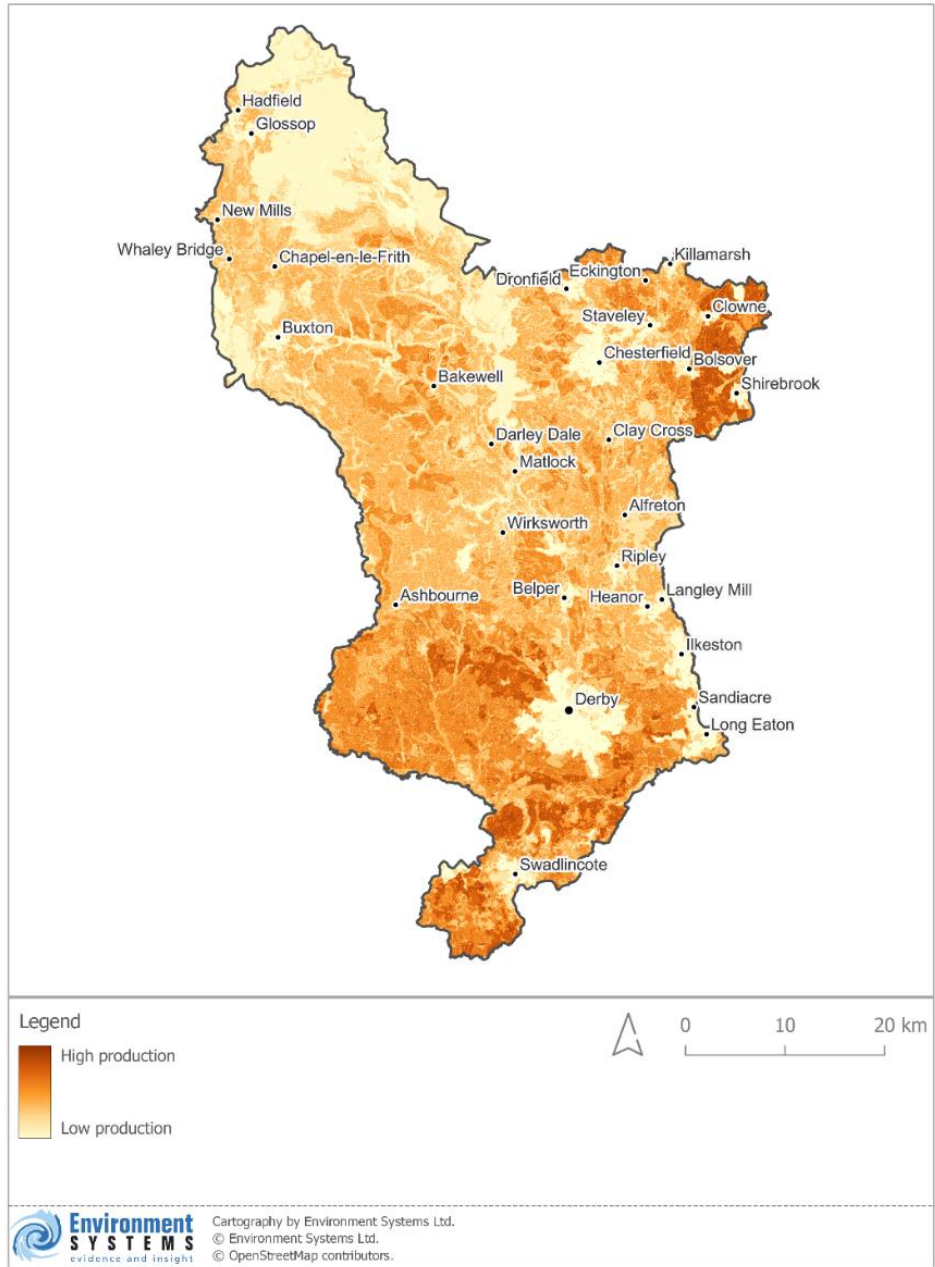 Hadfield
Glossop
New Mills
Whaley Bridge
Chapel-en-le-Frith
Killamarsh
Eckington
Dronfield
Clowne
Staveley
Buxton
Chesterfield
Bolsover
Bakewell
Shirebrook
Darley Dale
Clay Cross
Matlock
Alfreton
Wirksworth
Ripley
Ashbourne
Belper
Heanor
Langley Mill
Ilkeston
Derby
Sandiacre
Long Eaton
Swadlincote
Legend
High production
Low production
0 10 20 km
Environment
SYSTEMS
evidence and insight
Cartography by Environment Systems Ltd.
© Environment Systems Ltd.
© OpenStreetMap contributors.